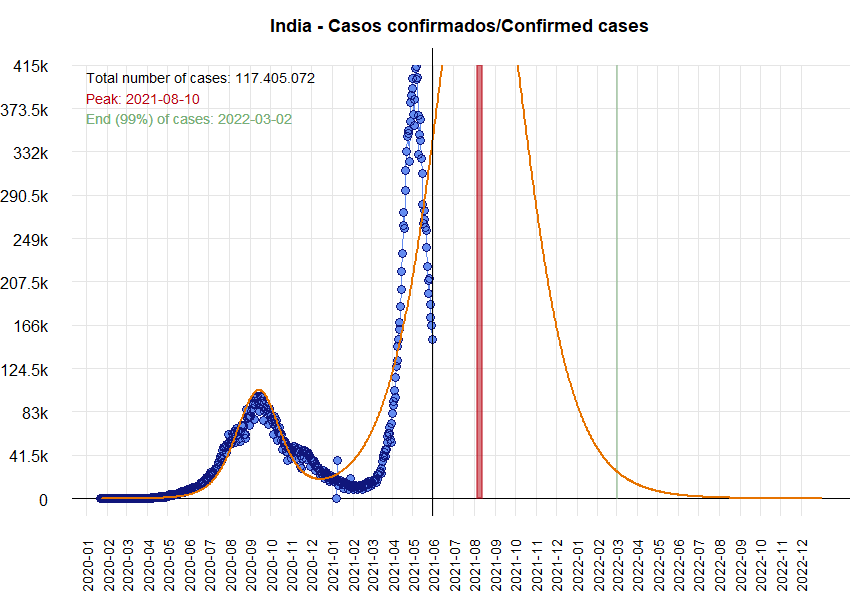 India - Casos confirmados/Confirmed cases
415k
373.5k
332k
290.5k
249k
207.5k
166k
124.5k
83k
41.5k
0
Total number of cases: 117.405.072
Peak: 2021-08-10
End (99%) of cases: 2022-03-02
2020-01
2020-02
2020-03
2020-04
2020-05
2020-06
2020-07
2020-08
2020-09
2020-10
2020-11
2020-12
2021-01
2021-02
2021-03
2021-04
2021-05
2021-06
2021-07
2021-08
2021-09
2021-10
2021-11
2021-12
2022-01
2022-02
2022-03
2022-04
2022-05
2022-06
2022-07
2022-08
2022-09
2022-10
2022-11
2022-12